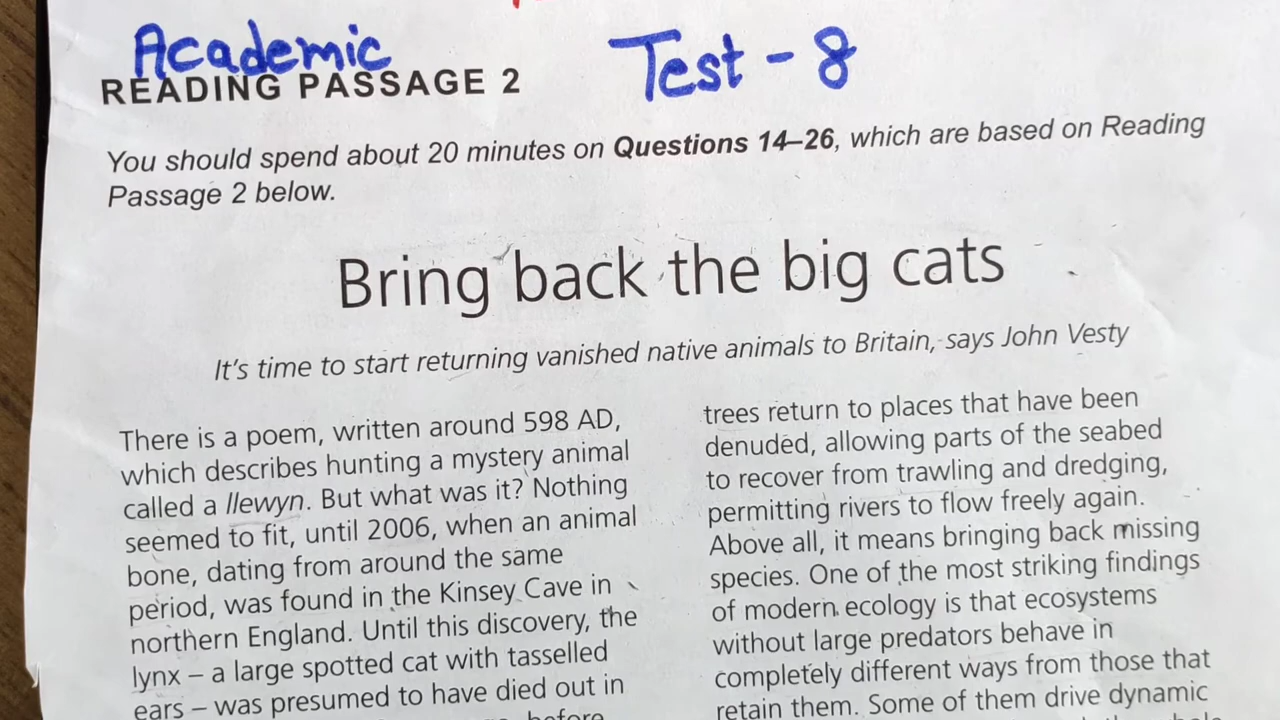 Academic
Test - 8
READING PASSAGE 2
You should spend about 20 minutes on Questions 14–26, which are based on Reading
Passage 2 below.
Bring back the big cats
It's time to start returning vanished native animals to Britain, says John Vesty
There is a poem, written around 598 AD,
which describes hunting a mystery animal
called a llewyn. But what was it? Nothing
seemed to fit, until 2006, when an animal
bone, dating from around the same
period, was found in the Kinsey Cave in
northern England. Until this discovery, the
lynx – a large spotted cat with tasselled
ears – was presumed to have died out in
before
trees return to places that have been
denuded, allowing parts of the seabed
to recover from trawling and dredging,
permitting rivers to flow freely again.
Above all, it means bringing back missing
species. One of the most striking findings
of modern ecology is that ecosystems
without large predators behave in
completely different ways from those that
retain them. Some of them drive dynamic